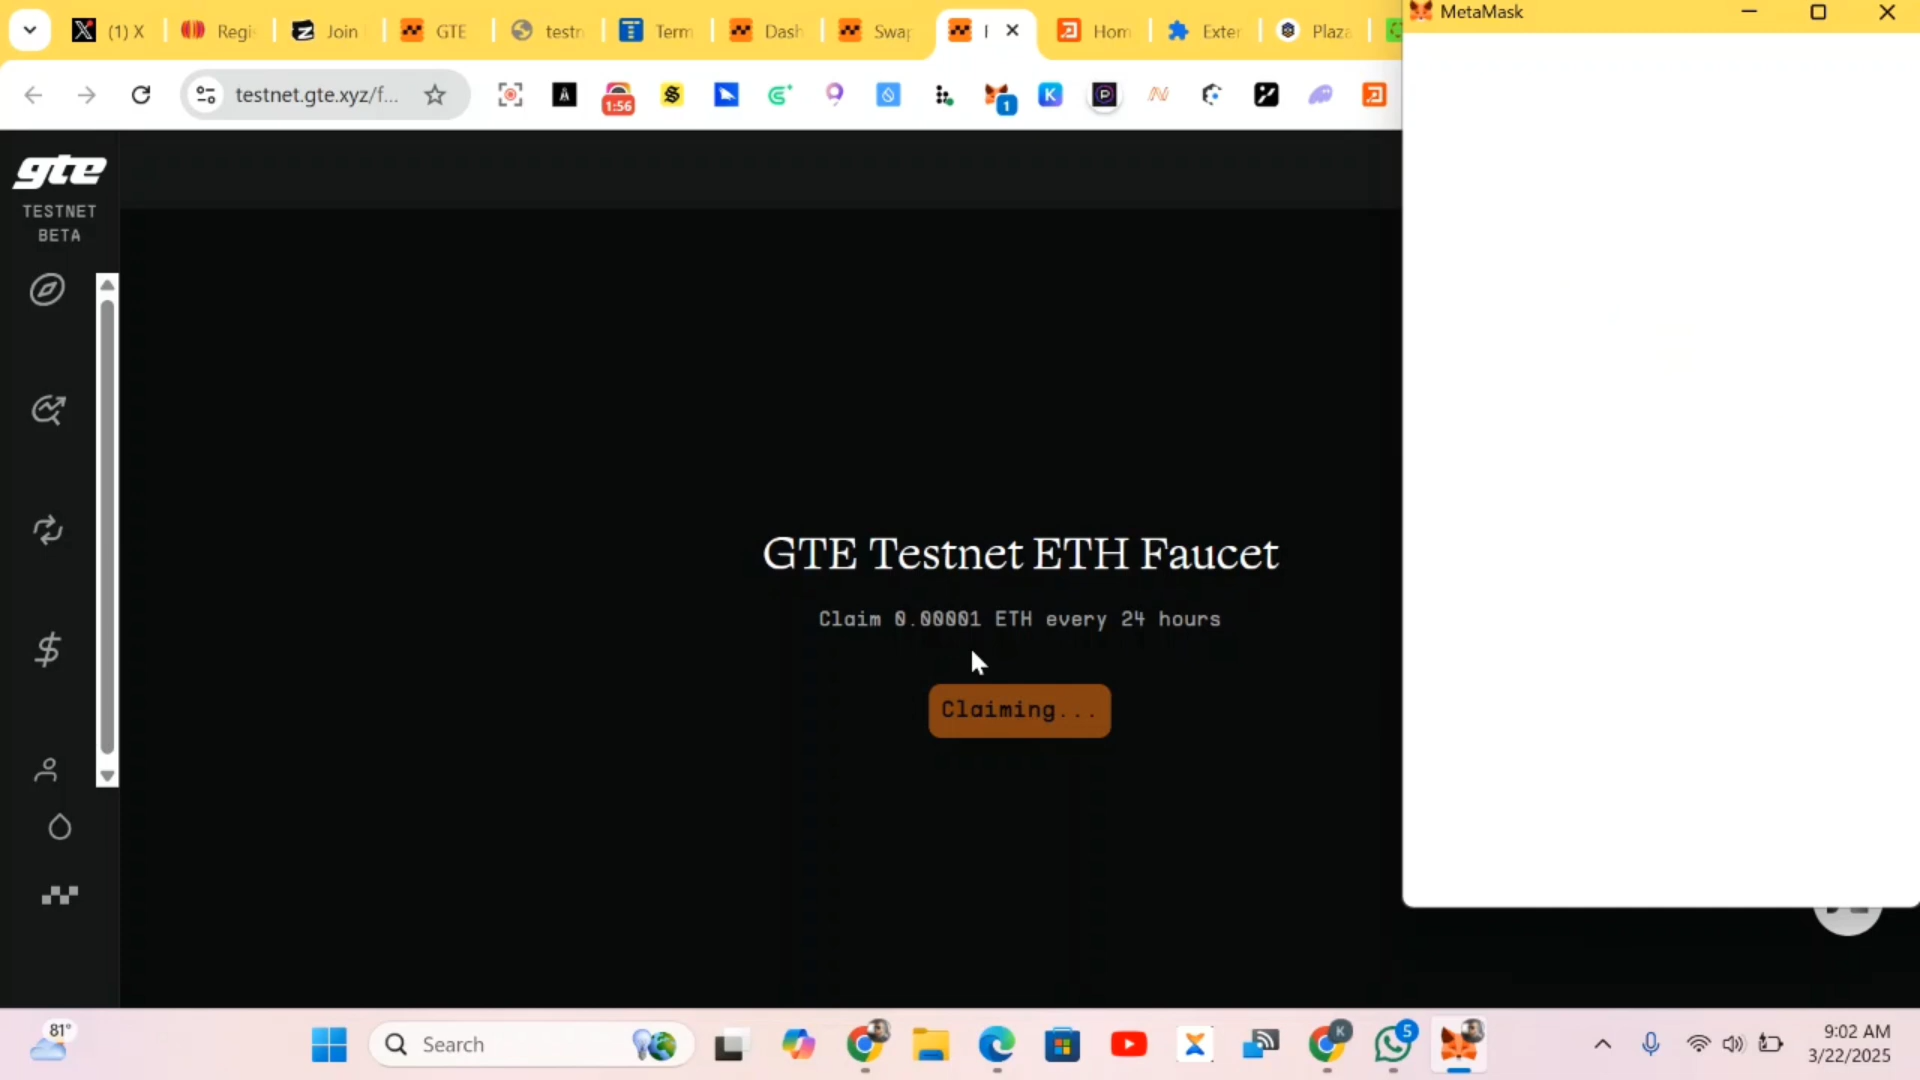 (1) X
Regi
Join
GTE
testn
Term
Dash
Swap
Hom
Exter
Plaza
MetaMask
testnet.gte.xyz/f...
1:56
1
gte
TESTNET
BETA
GTE Testnet ETH Faucet
Claim 0.00001 ETH every 24 hours
Claiming...
81°
Search
K
5
9:02 AM
3/22/2025